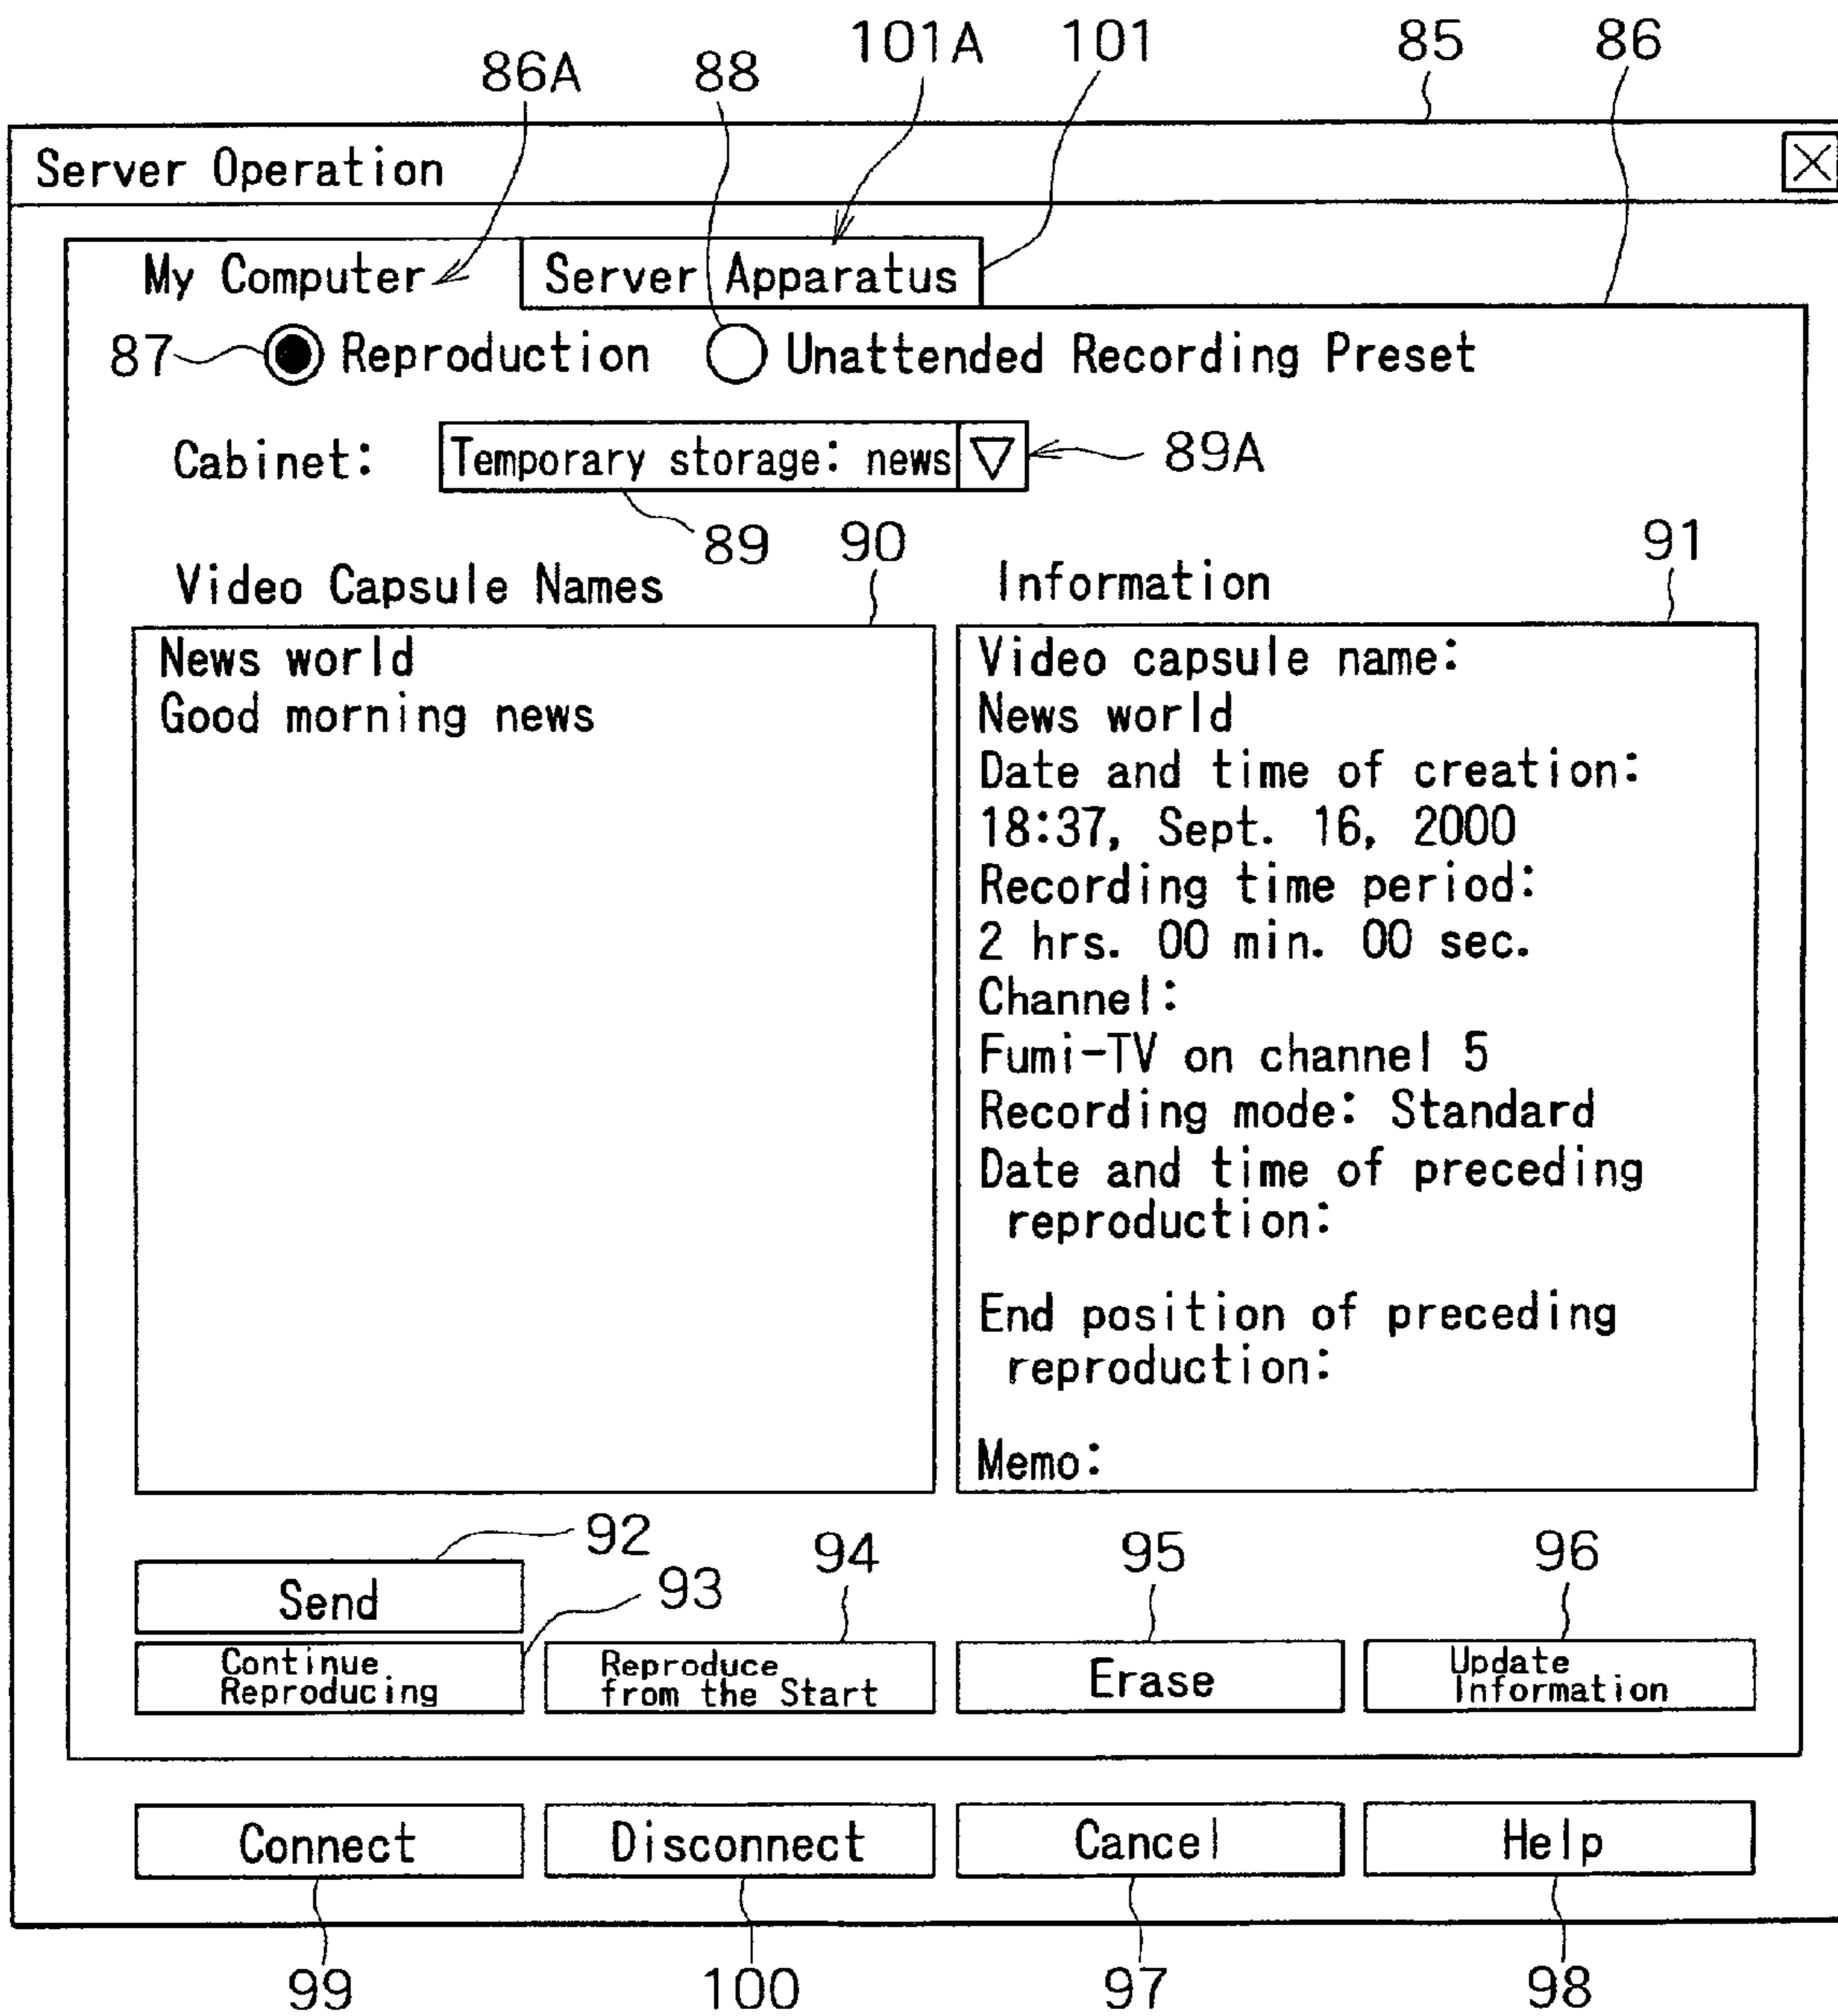 86A 88 101A 101 85 86
Server Operation
My Computer Server Apparatus
87 Reproduction Unattended Recording Preset
Cabinet: Temporary storage: news 89A
89 90 91
Video Capsule Names Information
News world
Good morning news
Video capsule name:
News world
Date and time of creation:
18:37, Sept. 16, 2000
Recording time period:
2 hrs. 00 min. 00 sec.
Channel:
Fumi-TV on channel 5
Recording mode: Standard
Date and time of preceding
reproduction:
End position of preceding
reproduction:
Memo:
92 93 94 95 96
Send
Continue
Reproducing
Reproduce
from the Start
Erase
Update
Information
Connect Disconnect Cancel Help
99 100 97 98